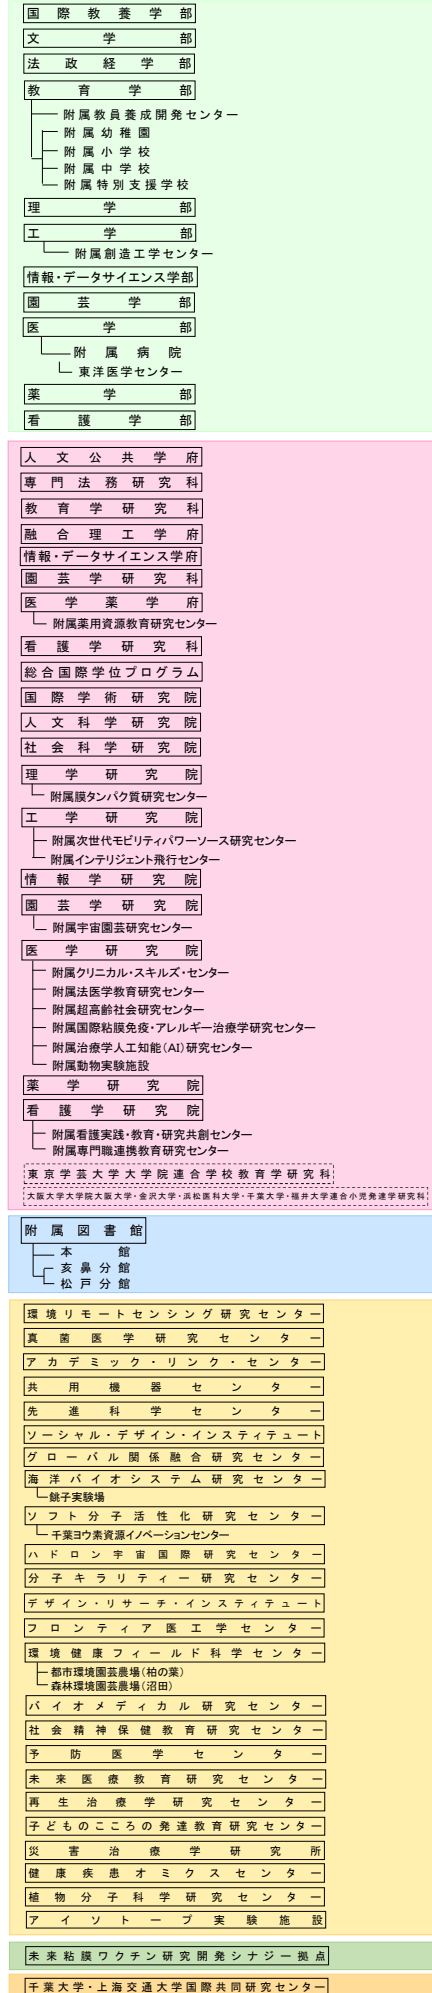 国際教養学部
文学部
法政経学部
教育学部
附属教員養成開発センター
附属幼稚園
附属小学校
附属中学校
附属特別支援学校
理学部
工学部
附属創造工学センター
情報・データサイエンス学部
園芸学部
医学部
附属病院
東洋医学センター
薬学部
看護学部
人文公共学府
専門法務研究科
教育学研究科
融合理工学府
情報・データサイエンス学府
園芸学研究科
医学薬学府
附属薬用資源教育研究センター
看護学研究科
総合国際学位プログラム
国際学術研究院
人文科学研究院
社会科学研究院
理学研究院
附属膜タンパク質研究センター
工学研究院
附属次世代モビリティパワーソース研究センター
附属インテリジェント飛行センター
情報学研究院
園芸学研究院
附属宇宙園芸研究センター
医学研究院
附属クリニカル・スキルズ・センター
附属法医学教育研究センター
附属超高齢社会研究センター
附属国際粘膜免疫・アレルギー治療学研究センター
附属治療学人工知能(AI)研究センター
附属動物実験施設
薬学研究院
看護学研究院
附属看護実践・教育・研究共創センター
附属専門職連携教育研究センター
東京学芸大学大学院連合学校教育学研究科
大阪大学大学院大阪大学・金沢大学・浜松医科大学・千葉大学・福井大学連合小児発達学研究科
附属図書館
本館
亥鼻分館
松戸分館
環境リモートセンシング研究センター
真菌医学研究センター
アカデミック・リンク・センター
共用機器センター
先進科学センター
ソーシャル・デザイン・インスティテュート
グローバル関係融合研究センター
海洋バイオシステム研究センター
銚子実験場
ソフト分子活性化研究センター
千葉ヨウ素資源イノベーションセンター
ハドロン宇宙国際研究センター
分子キラリティー研究センター
デザイン・リサーチ・インスティテュート
フロンティア医工学センター
環境健康フィールド科学センター
都市環境園芸農場(柏の葉)
森林環境園芸農場(沼田)
バイオメディカル研究センター
社会精神保健教育研究センター
予防医学センター
未来医療教育研究センター
再生治療学研究センター
子どものこころの発達教育研究センター
災害治療学研究所
健康疾患オミクスセンター
植物分子科学研究センター
アイソトープ実験施設
未来粘膜ワクチン研究開発シナジー拠点
千葉大学・上海交通大学国際共同研究センター